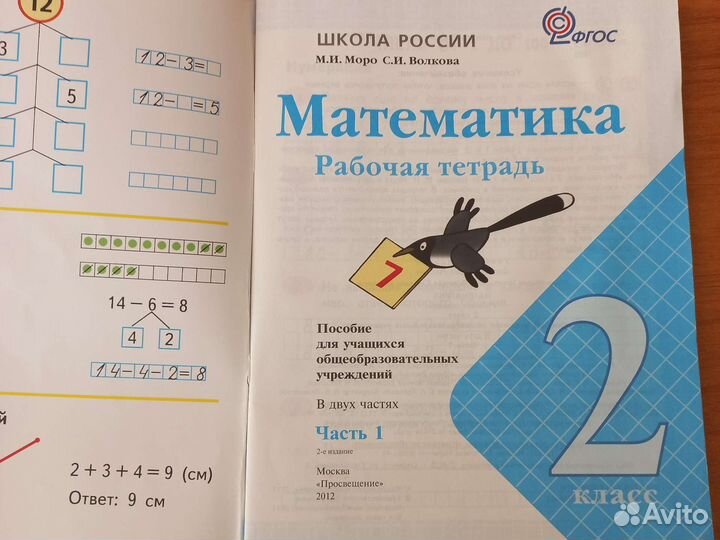 12
3
5
12-3=
12- =5
14 − 6 = 8
4 2
14-4-2=8
й
2 + 3 + 4 = 9 (см)
Ответ: 9 см
ШКОЛА РОССИИ
М.И. Моро С.И. Волкова
ФГОС
Математика
Рабочая тетрадь
7
Пособие
для учащихся
общеобразовательных
учреждений
В двух частях
Часть 1
2-е издание
Москва
«Просвещение»
2012
2
класс
Avito